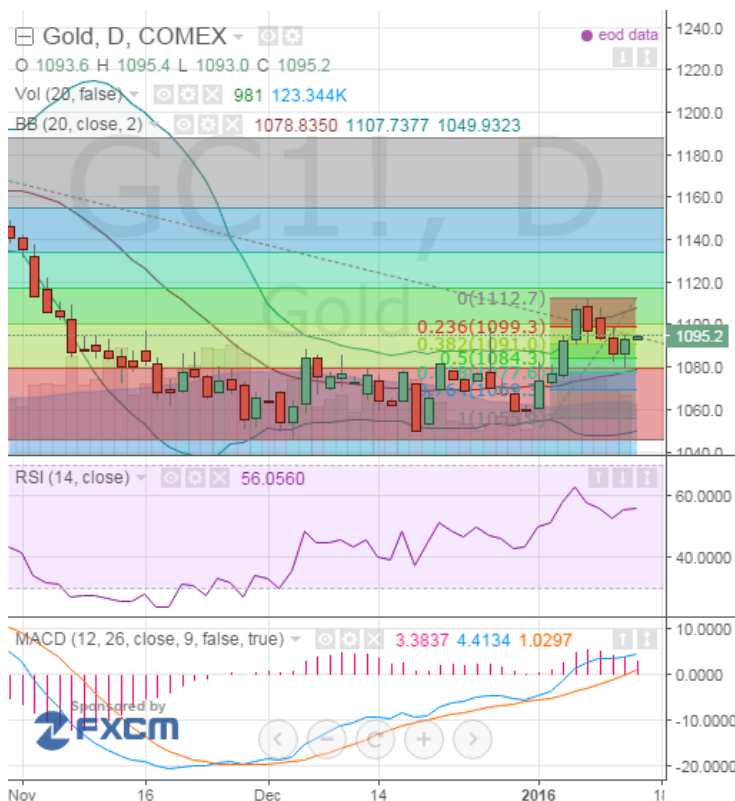 Gold, D, COMEX
eod data
O 1093.6 H 1095.4 L 1093.0 C 1095.2
Vol (20, false) 981 123.344K
BB (20, close, 2) 1078.8350 1107.7377 1049.9323
GC1!, D
Gold
1240.0
1220.0
1200.0
1180.0
1160.0
1140.0
1120.0
1100.0
1095.2
1080.0
1060.0
1040.0
0(1112.7)
0.236(1099.3)
0.382(1091.0)
0.5(1084.3)
RSI (14, close) 56.0560
60.0000
40.0000
MACD (12, 26, close, 9, false, true) 3.3837 4.4134 1.0297
10.0000
0.0000
-10.0000
-20.0000
Sponsored by
FXCM
Nov 16 Dec 14 2016